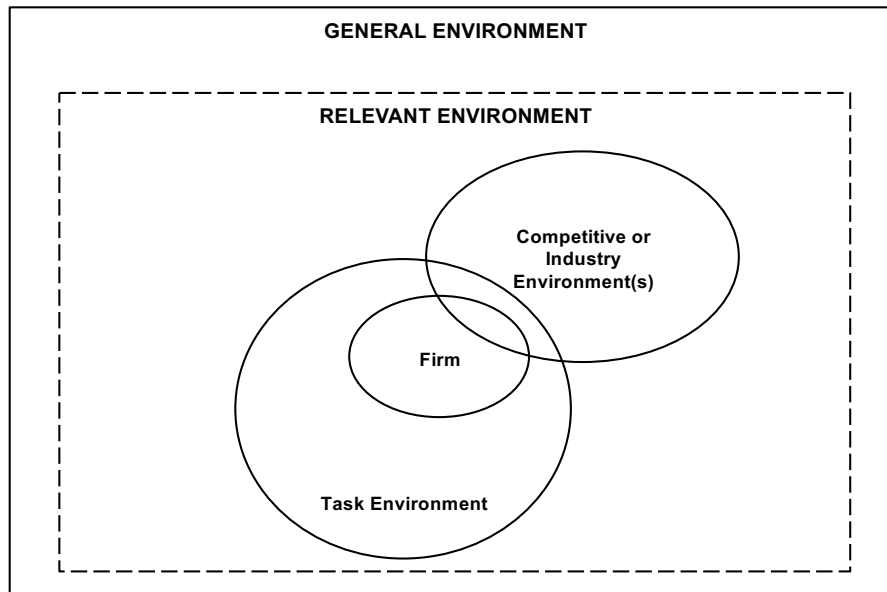 GENERAL ENVIRONMENT
RELEVANT ENVIRONMENT
Competitive or
Industry
Environment(s)
Firm
Task Environment